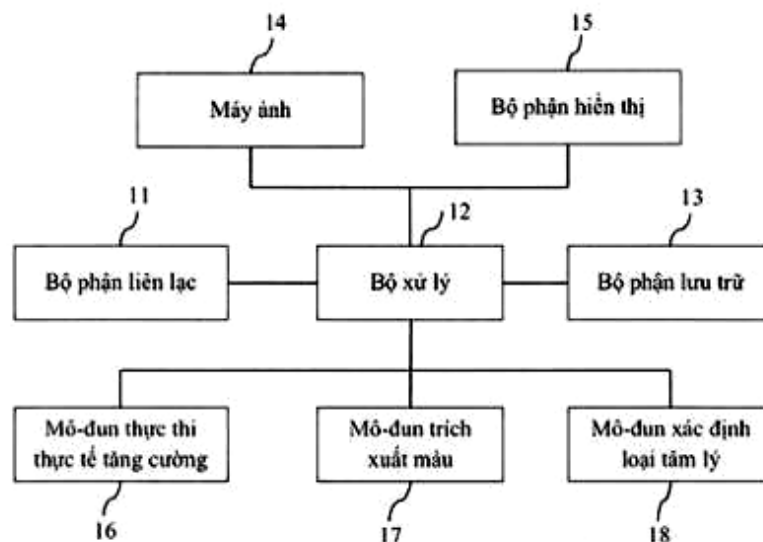 14
15
Máy ảnh
Bộ phận hiển thị
11
12
13
Bộ phận liên lạc
Bộ xử lý
Bộ phận lưu trữ
Mô-đun thực thi
thực tế tăng cường
Mô-đun trích
xuất màu
Mô-đun xác định
loại tâm lý
16
17
18